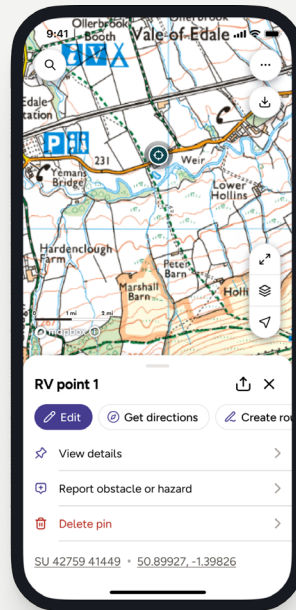 Ollerbrook
Booth
Ollerbrook
9:41
Vale of Edale
Edale
Station
P
231
Weir
Yemans
Bridge
Lower
Hollins
Hardenclough
Farm
Peter
Barn
Marshall
Barn
Holli
1 mi
2 mi
mapbox
RV point 1
Edit
Get directions
Create rou
View details
Report obstacle or hazard
Delete pin
SU 42759 41449 • 50.89927, -1.39826